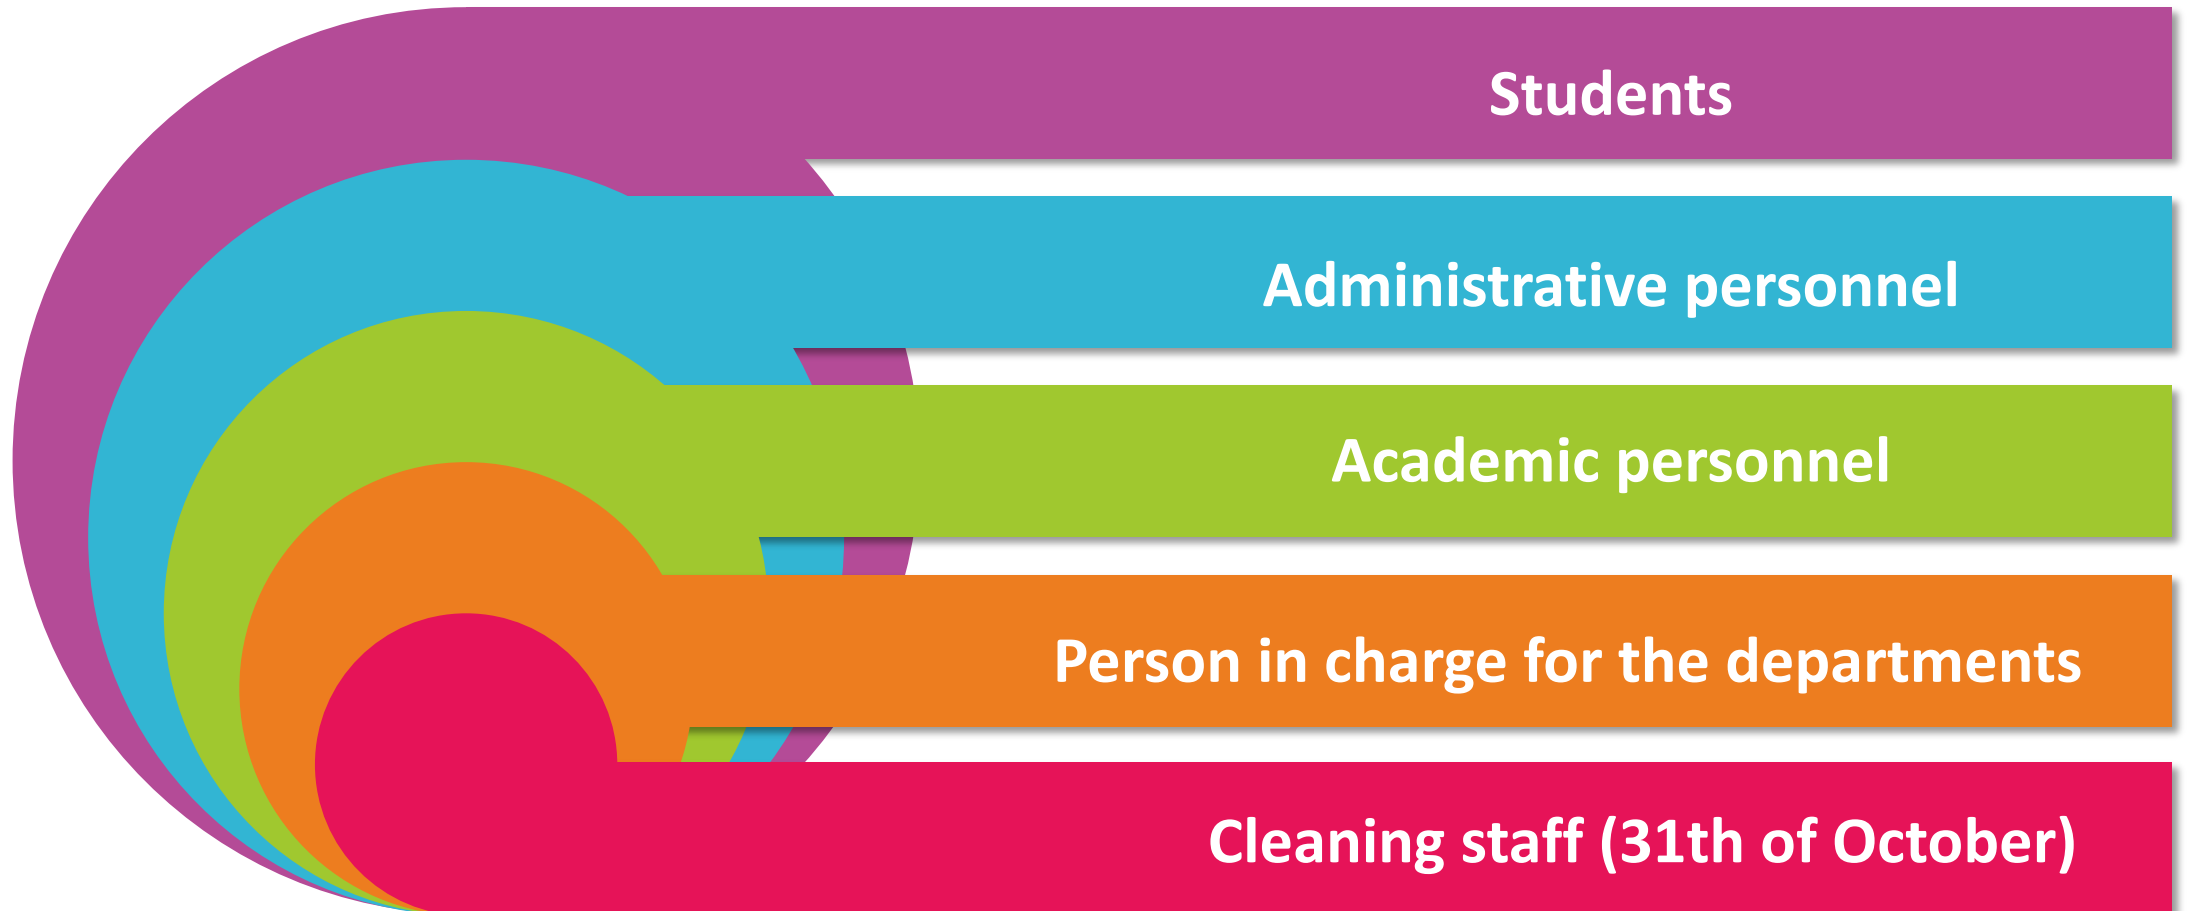 Students
Administrative personnel
Academic personnel
Person in charge for the departments
Cleaning staff (31th of October)